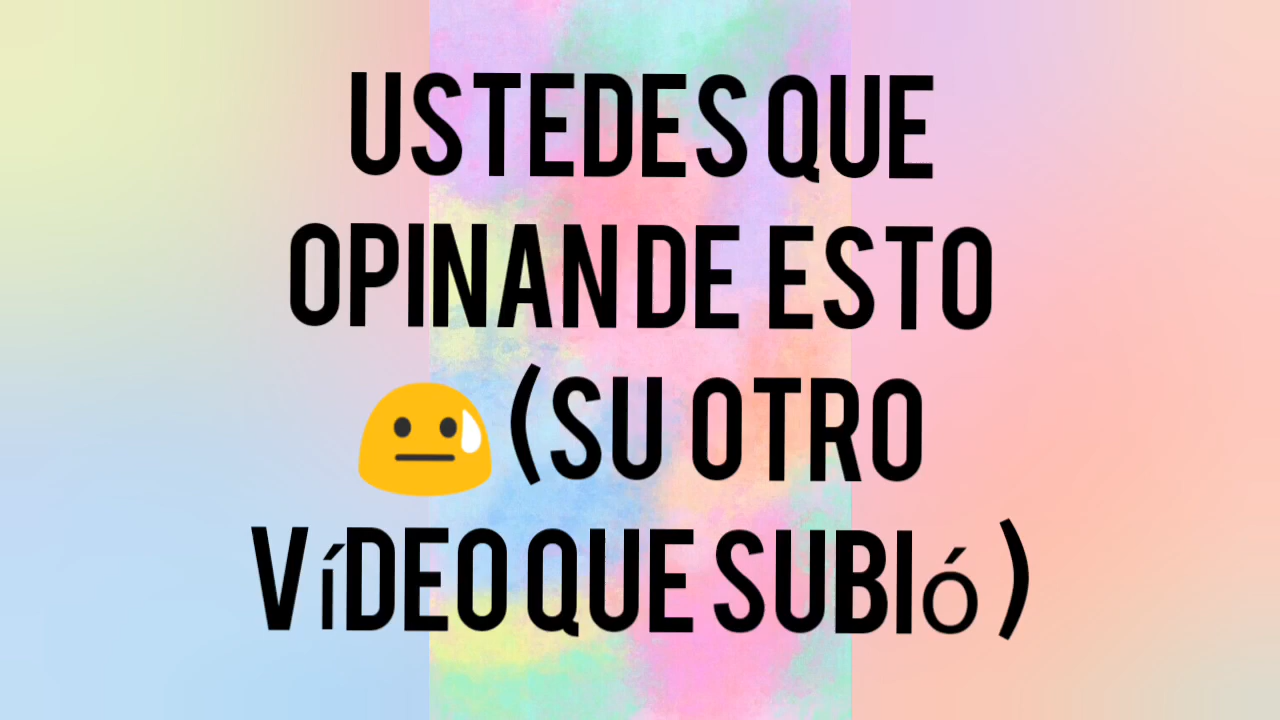 USTEDES QUE
OPINAN DE ESTO
😓 (SU OTRO
VíDEO QUE SUBIó )